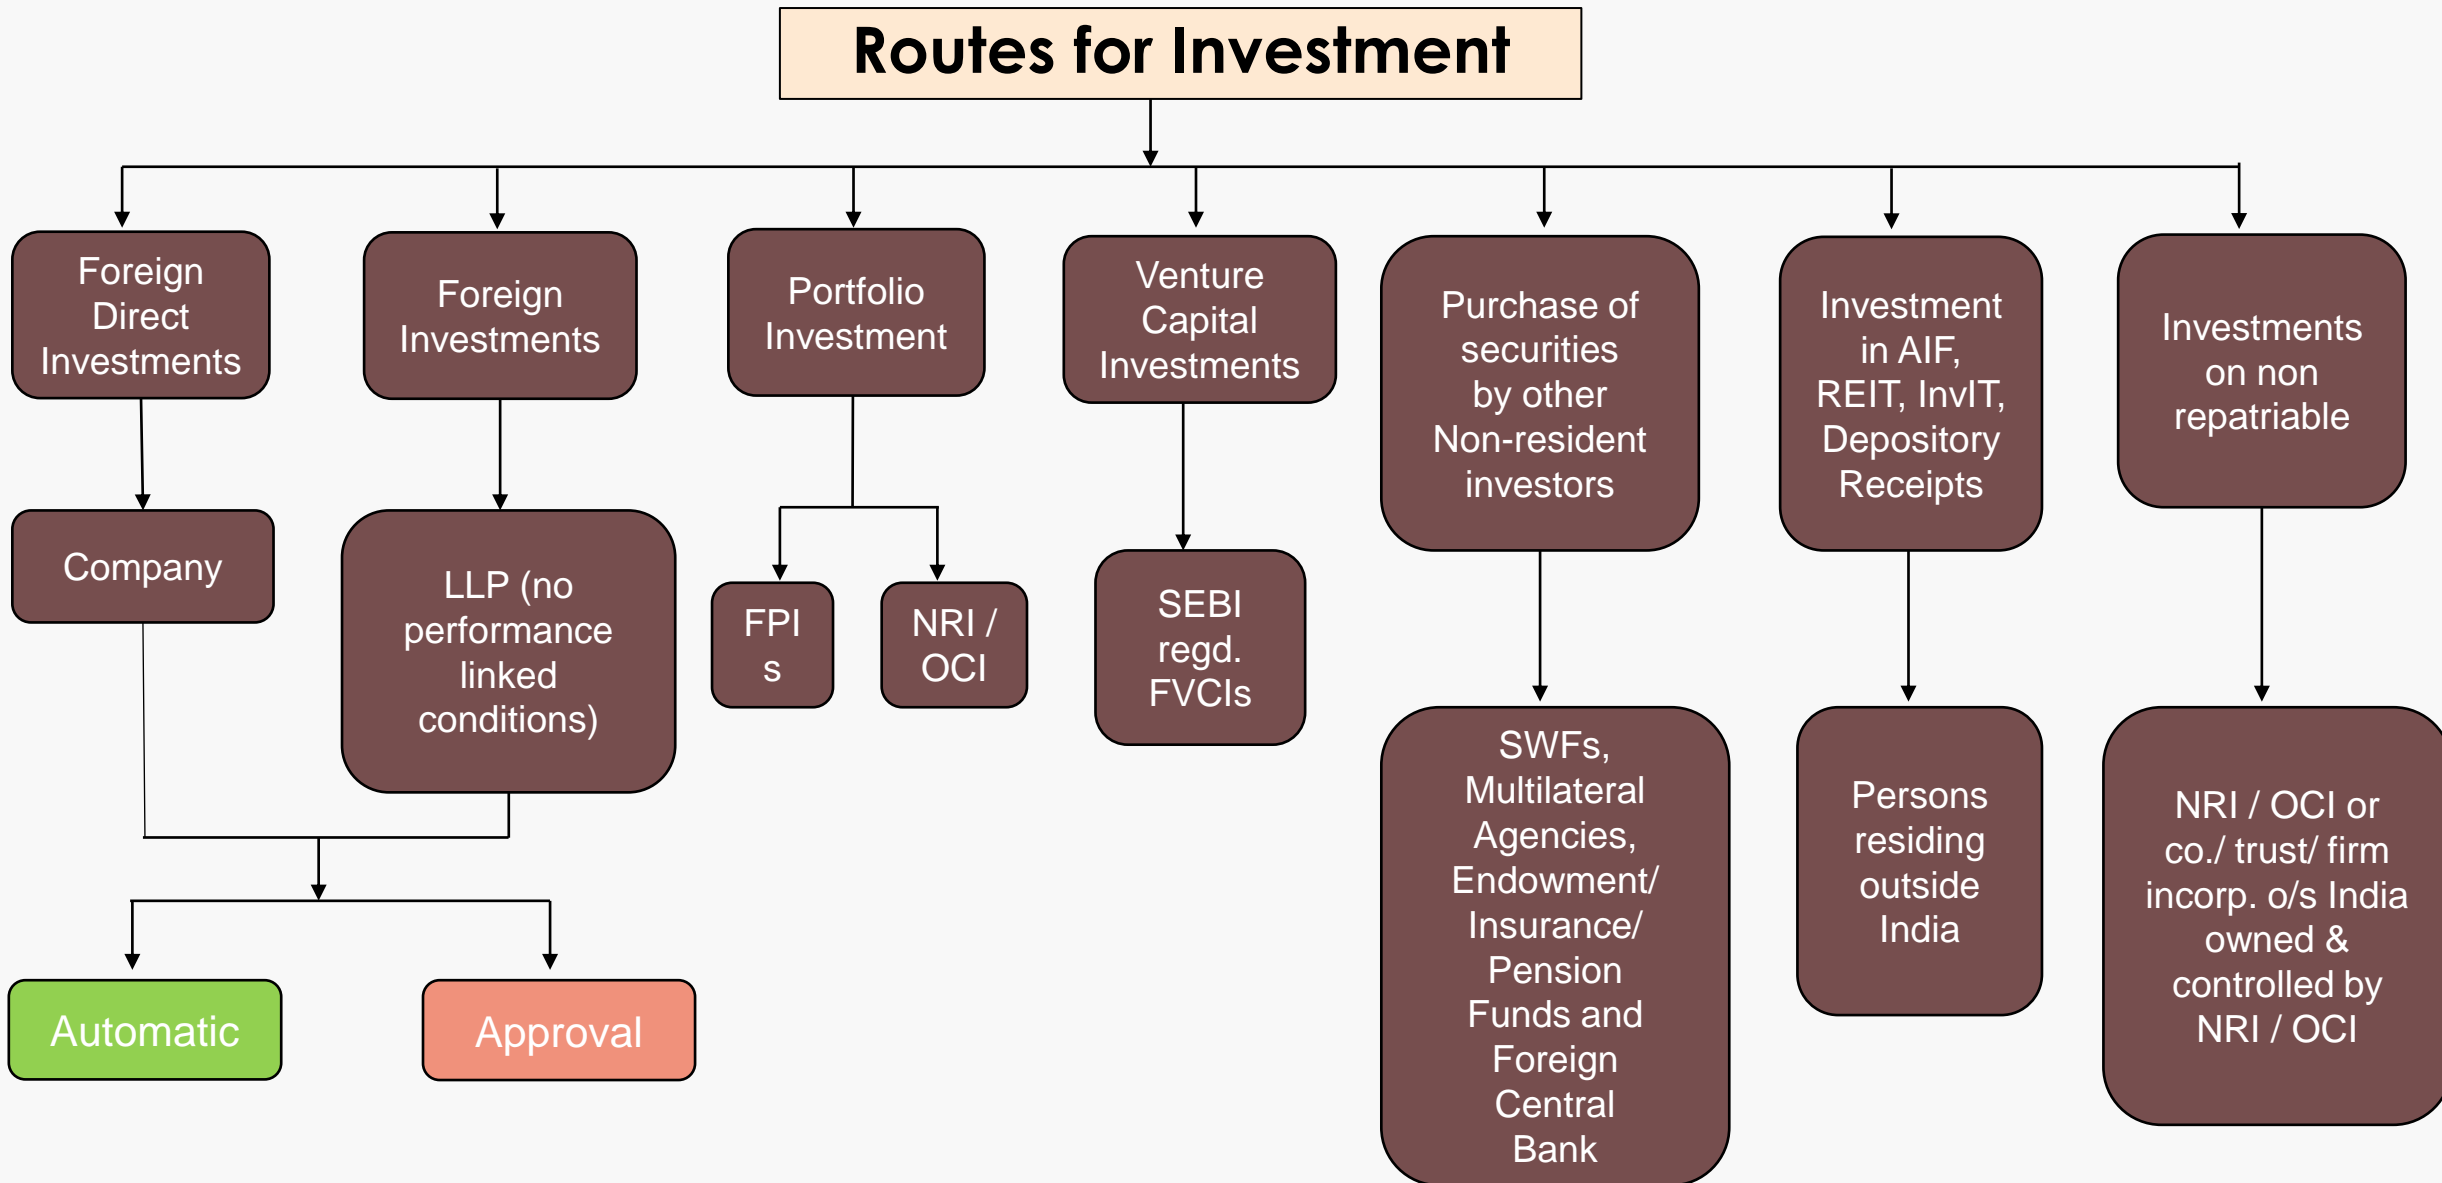 Routes for Investment
Foreign
Direct
Investments
Foreign
Investments
Portfolio
Investment
Venture
Capital
Investments
Purchase of
securities
by other
Non-resident
investors
Investment
in AIF,
REIT, InvIT,
Depository
Receipts
Investments
on non
repatriable
Company
LLP (no
performance
linked
conditions)
FPI
s
NRI /
OCI
SEBI
regd.
FVCIs
SWFs,
Multilateral
Agencies,
Endowment/
Insurance/
Pension
Funds and
Foreign
Central
Bank
Persons
residing
outside
India
NRI / OCI or
co./ trust/ firm
incorp. o/s India
owned &
controlled by
NRI / OCI
Automatic
Approval